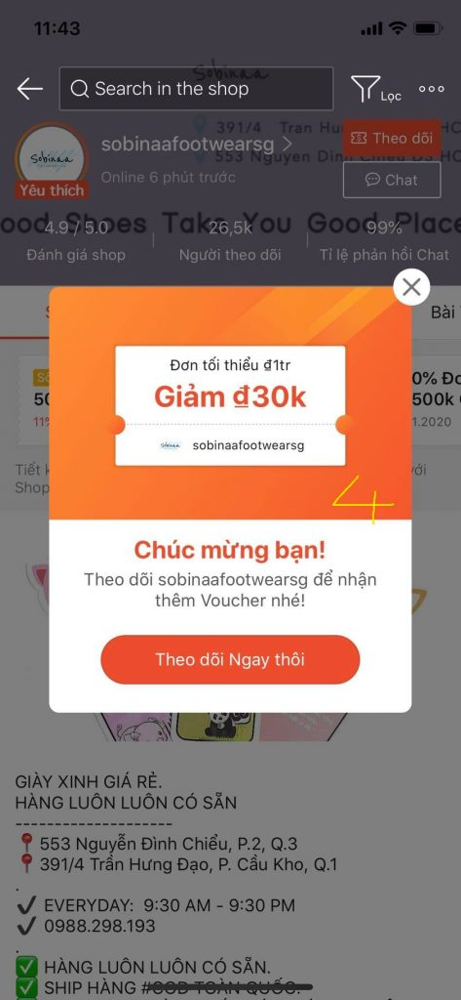 11:43
Sobinaa
Search in the shop
Lọc
391/4 Tran Hu
553 Nguyen Dinh Chieu D3 HC
Sobinaa
Yêu thích
sobinaafootwearsg >
Online 6 phút trước
Theo dõi
Chat
ood Shoes Take You Good Place
4.9 / 5.0
26,5k
99%
Đánh giá shop
Người theo dõi
Tỉ lệ phản hồi Chat
Bài
Đơn tối thiểu ₫1tr
Giảm ₫30k
Sobinaa sobinaafootwearsg
50
11%
0% Đơ
500k
1.2020
Tiết k
với
Shop
4
Chúc mừng bạn!
Theo dõi sobinaafootwearsg để nhận
thêm Voucher nhé!
Theo dõi Ngay thôi
GIÀY XINH GIÁ RẺ.
HÀNG LUÔN LUÔN CÓ SẴN
--------------------
📍553 Nguyễn Đình Chiểu, P.2, Q.3
📍391/4 Trần Hưng Đạo, P. Cầu Kho, Q.1
.
✔ EVERYDAY: 9:30 AM - 9:30 PM
✔ 0988.298.193
.
✅ HÀNG LUÔN LUÔN CÓ SẴN.
✅ SHIP HÀNG #COD TOÀN QUỐC.